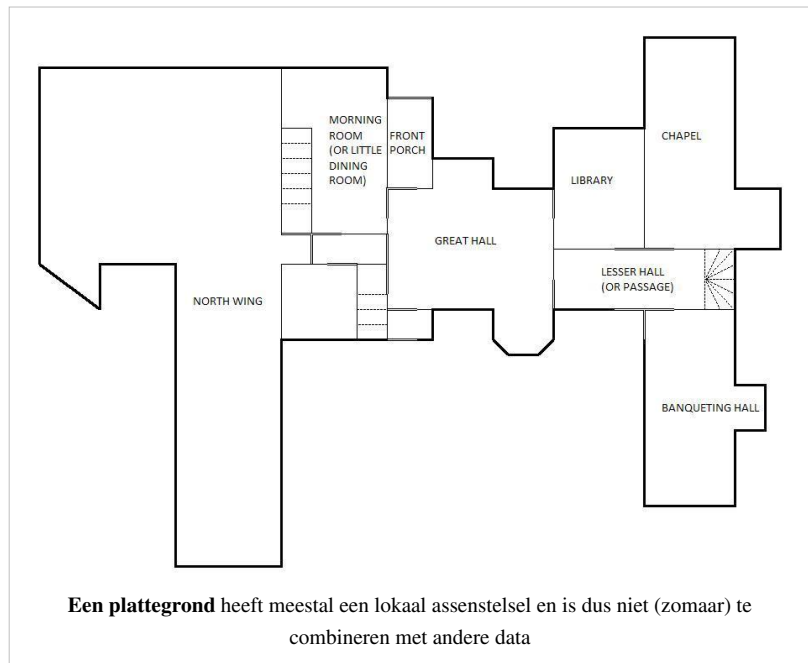 MORNING
ROOM
(OR LITTLE
DINING
ROOM)
FRONT
PORCH
CHAPEL
LIBRARY
GREAT HALL
LESSER HALL
(OR PASSAGE)
NORTH WING
BANQUETING HALL
Een plattegrond heeft meestal een lokaal assenstelsel en is dus niet (zomaar) te
combineren met andere data